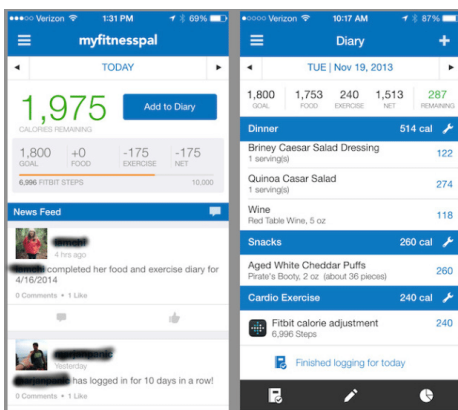 Verizon 1:31 PM 69%
myfitnesspal
TODAY
1,975
CALORIES REMAINING
Add to Diary
1,800 +0 -175 -175
GOAL FOOD EXERCISE NET
6,996 FITBIT STEPS 10,000
News Feed
4 hrs ago
completed her food and exercise diary for
4/16/2014
0 Comments • 1 Like
Yesterday
has logged in for 10 days in a row!
0 Comments • 1 Like
Verizon 10:17 AM 87%
Diary
TUE | Nov 19, 2013
1,800 1,753 240 1,513 287
GOAL FOOD EXERCISE NET REMAINING
Dinner 514 cal
Briney Caesar Salad Dressing
1 serving(s)
122
Quinoa Casar Salad
1 serving(s)
274
Wine
Red Table Wine, 5 oz
118
Snacks 260 cal
Aged White Cheddar Puffs
Pirate's Booty, 2 oz (about 36 pieces)
260
Cardio Exercise 240 cal
Fitbit calorie adjustment
6,996 Steps
240
Finished logging for today